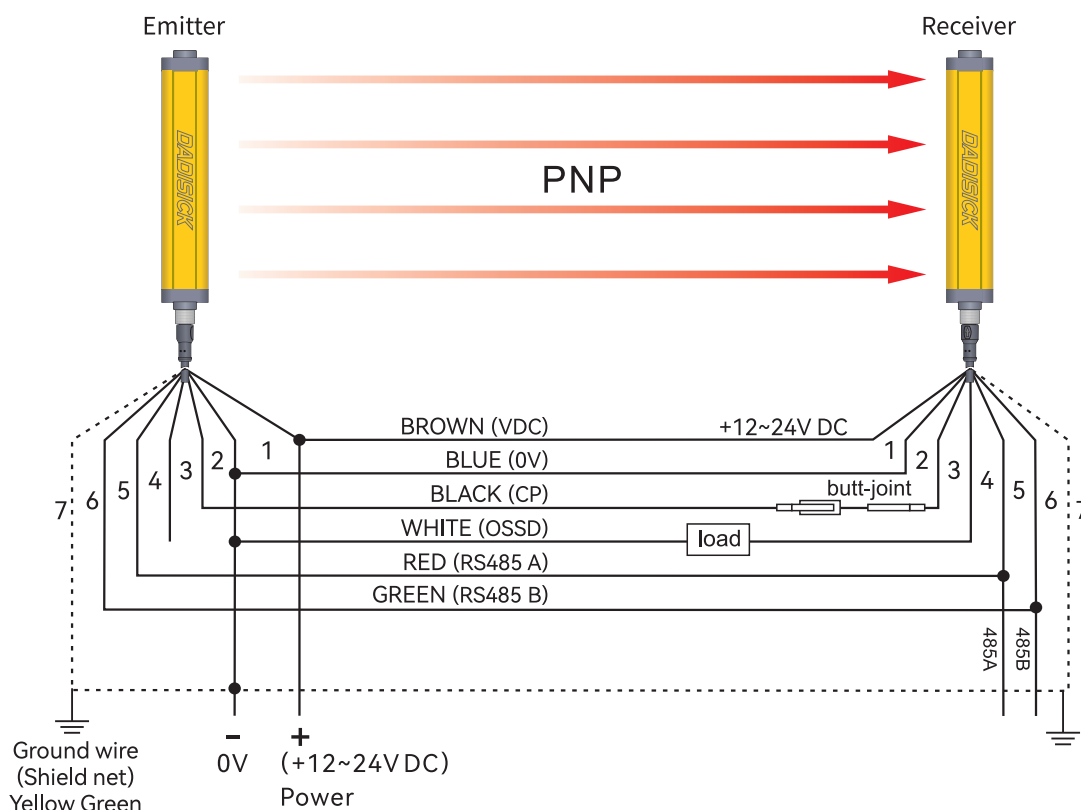 Emitter
Receiver
DADISICK
DADISICK
PNP
BROWN (VDC)
+12~24V DC
BLUE (0V)
BLACK (CP)
butt-joint
WHITE (OSSD)
load
RED (RS485 A)
GREEN (RS485 B)
7
6
5
4
3
2
1
1
2
3
4
5
6
7
485A
485B
Ground wire
(Shield net)
Yellow Green
-
0V
+
(+12~24V DC)
Power